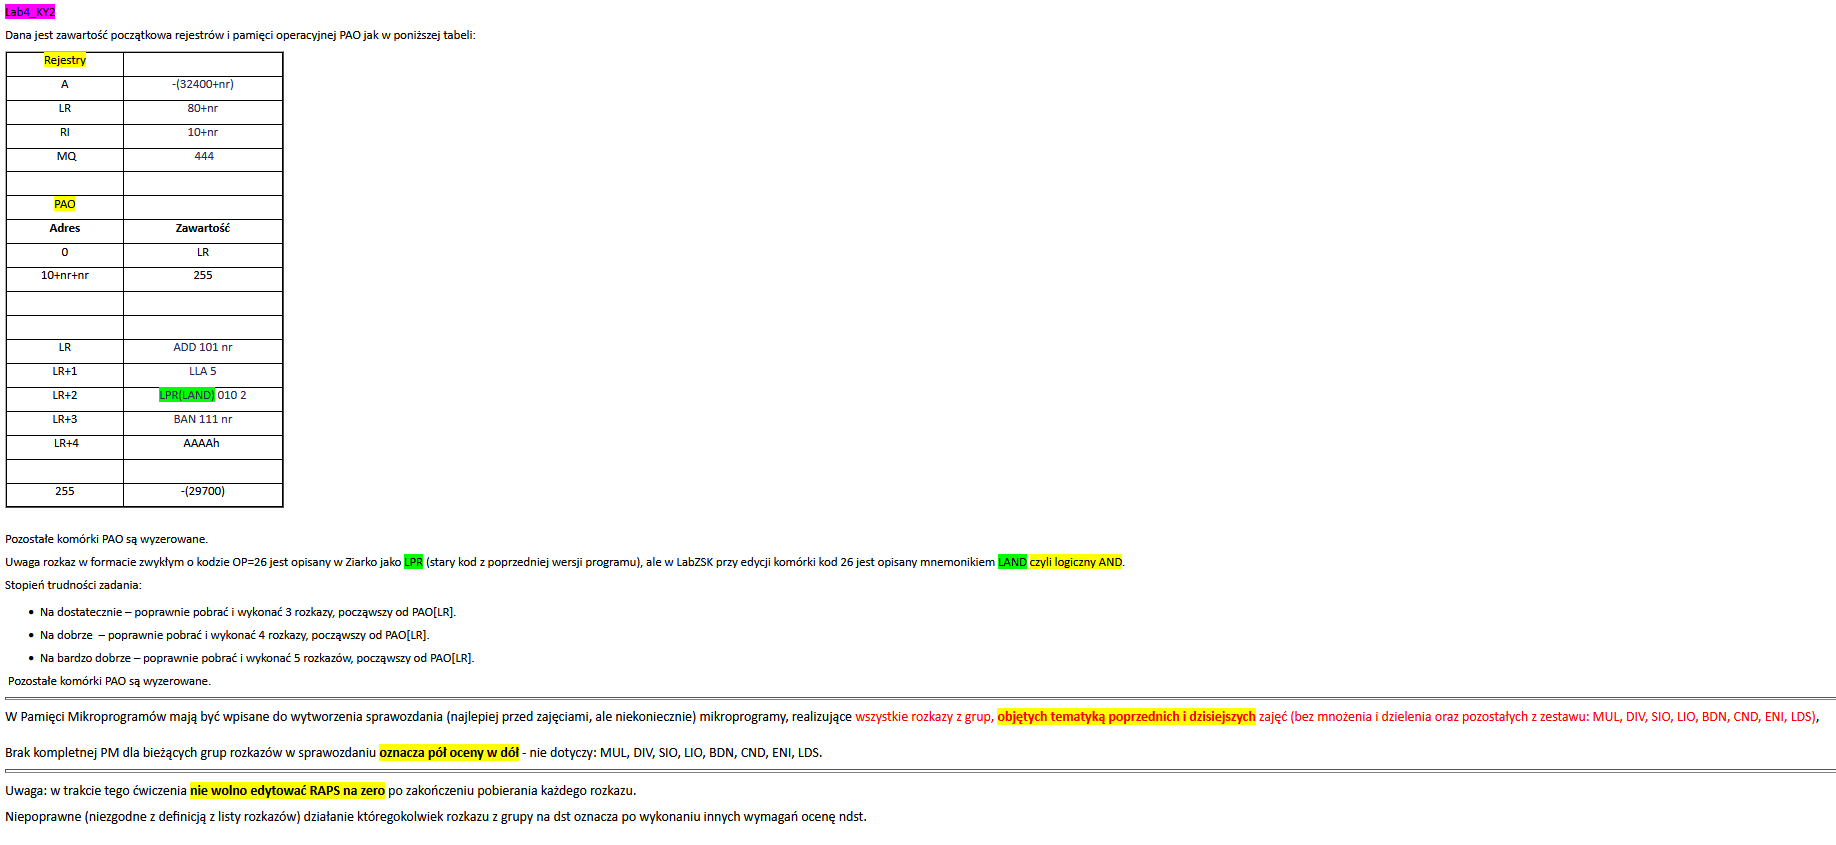 Lab4_KY2
Dana jest zawartość początkowa rejestrów i pamięci operacyjnej PAO jak w poniższej tabeli:
Rejestry
A -(32400+nr)
LR 80+nr
RI 10+nr
MQ 444
PAO
Adres Zawartość
0 LR
10+nr+nr 255
LR ADD 101 nr
LR+1 LLA 5
LR+2 LPR(LAND) 010 2
LR+3 BAN 111 nr
LR+4 AAAAh
255 -(29700)
Pozostałe komórki PAO są wyzerowane.
Uwaga rozkaz w formacie zwykłym o kodzie OP=26 jest opisany w Ziarko jako LPR (stary kod z poprzedniej wersji programu), ale w LabZSK przy edycji komórki kod 26 jest opisany mnemonikiem LAND czyli logiczny AND.
Stopień trudności zadania:
• Na dostatecznie – poprawnie pobrać i wykonać 3 rozkazy, począwszy od PAO[LR].
• Na dobrze – poprawnie pobrać i wykonać 4 rozkazy, począwszy od PAO[LR].
• Na bardzo dobrze – poprawnie pobrać i wykonać 5 rozkazów, począwszy od PAO[LR].
Pozostałe komórki PAO są wyzerowane.
W Pamięci Mikroprogramów mają być wpisane do wytworzenia sprawozdania (najlepiej przed zajęciami, ale niekoniecznie) mikroprogramy, realizujące wszystkie rozkazy z grup, objętych tematyką poprzednich i dzisiejszych zajęć (bez mnożenia i dzielenia oraz pozostałych z zestawu: MUL, DIV, SIO, LIO, BDN, CND, ENI, LDS),
Brak kompletnej PM dla bieżących grup rozkazów w sprawozdaniu oznacza pół oceny w dół - nie dotyczy: MUL, DIV, SIO, LIO, BDN, CND, ENI, LDS.
Uwaga: w trakcie tego ćwiczenia nie wolno edytować RAPS na zero po zakończeniu pobierania każdego rozkazu.
Niepoprawne (niezgodne z definicją z listy rozkazów) działanie któregokolwiek rozkazu z grupy na dst oznacza po wykonaniu innych wymagań ocenę ndst.